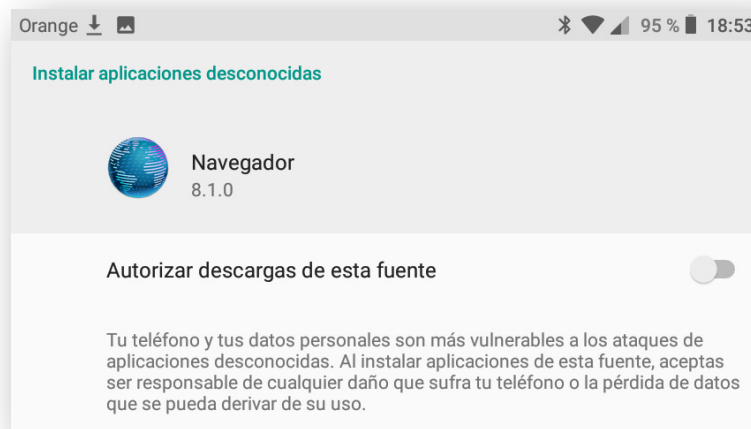 Orange 95 % 18:53
Instalar aplicaciones desconocidas
Navegador
8.1.0
Autorizar descargas de esta fuente
Tu teléfono y tus datos personales son más vulnerables a los ataques de
aplicaciones desconocidas. Al instalar aplicaciones de esta fuente, aceptas
ser responsable de cualquier daño que sufra tu teléfono o la pérdida de datos
que se pueda derivar de su uso.